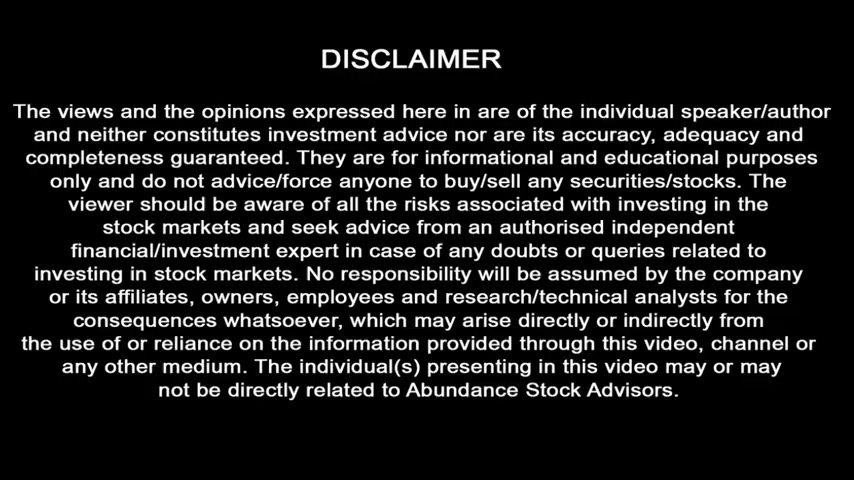 DISCLAIMER
The views and the opinions expressed here in are of the individual speaker/author
and neither constitutes investment advice nor are its accuracy, adequacy and
completeness guaranteed. They are for informational and educational purposes
only and do not advice/force anyone to buy/sell any securities/stocks. The
viewer should be aware of all the risks associated with investing in the
stock markets and seek advice from an authorised independent
financial/investment expert in case of any doubts or queries related to
investing in stock markets. No responsibility will be assumed by the company
or its affiliates, owners, employees and research/technical analysts for the
consequences whatsoever, which may arise directly or indirectly from
the use of or reliance on the information provided through this video, channel or
any other medium. The individual(s) presenting in this video may or may
not be directly related to Abundance Stock Advisors.